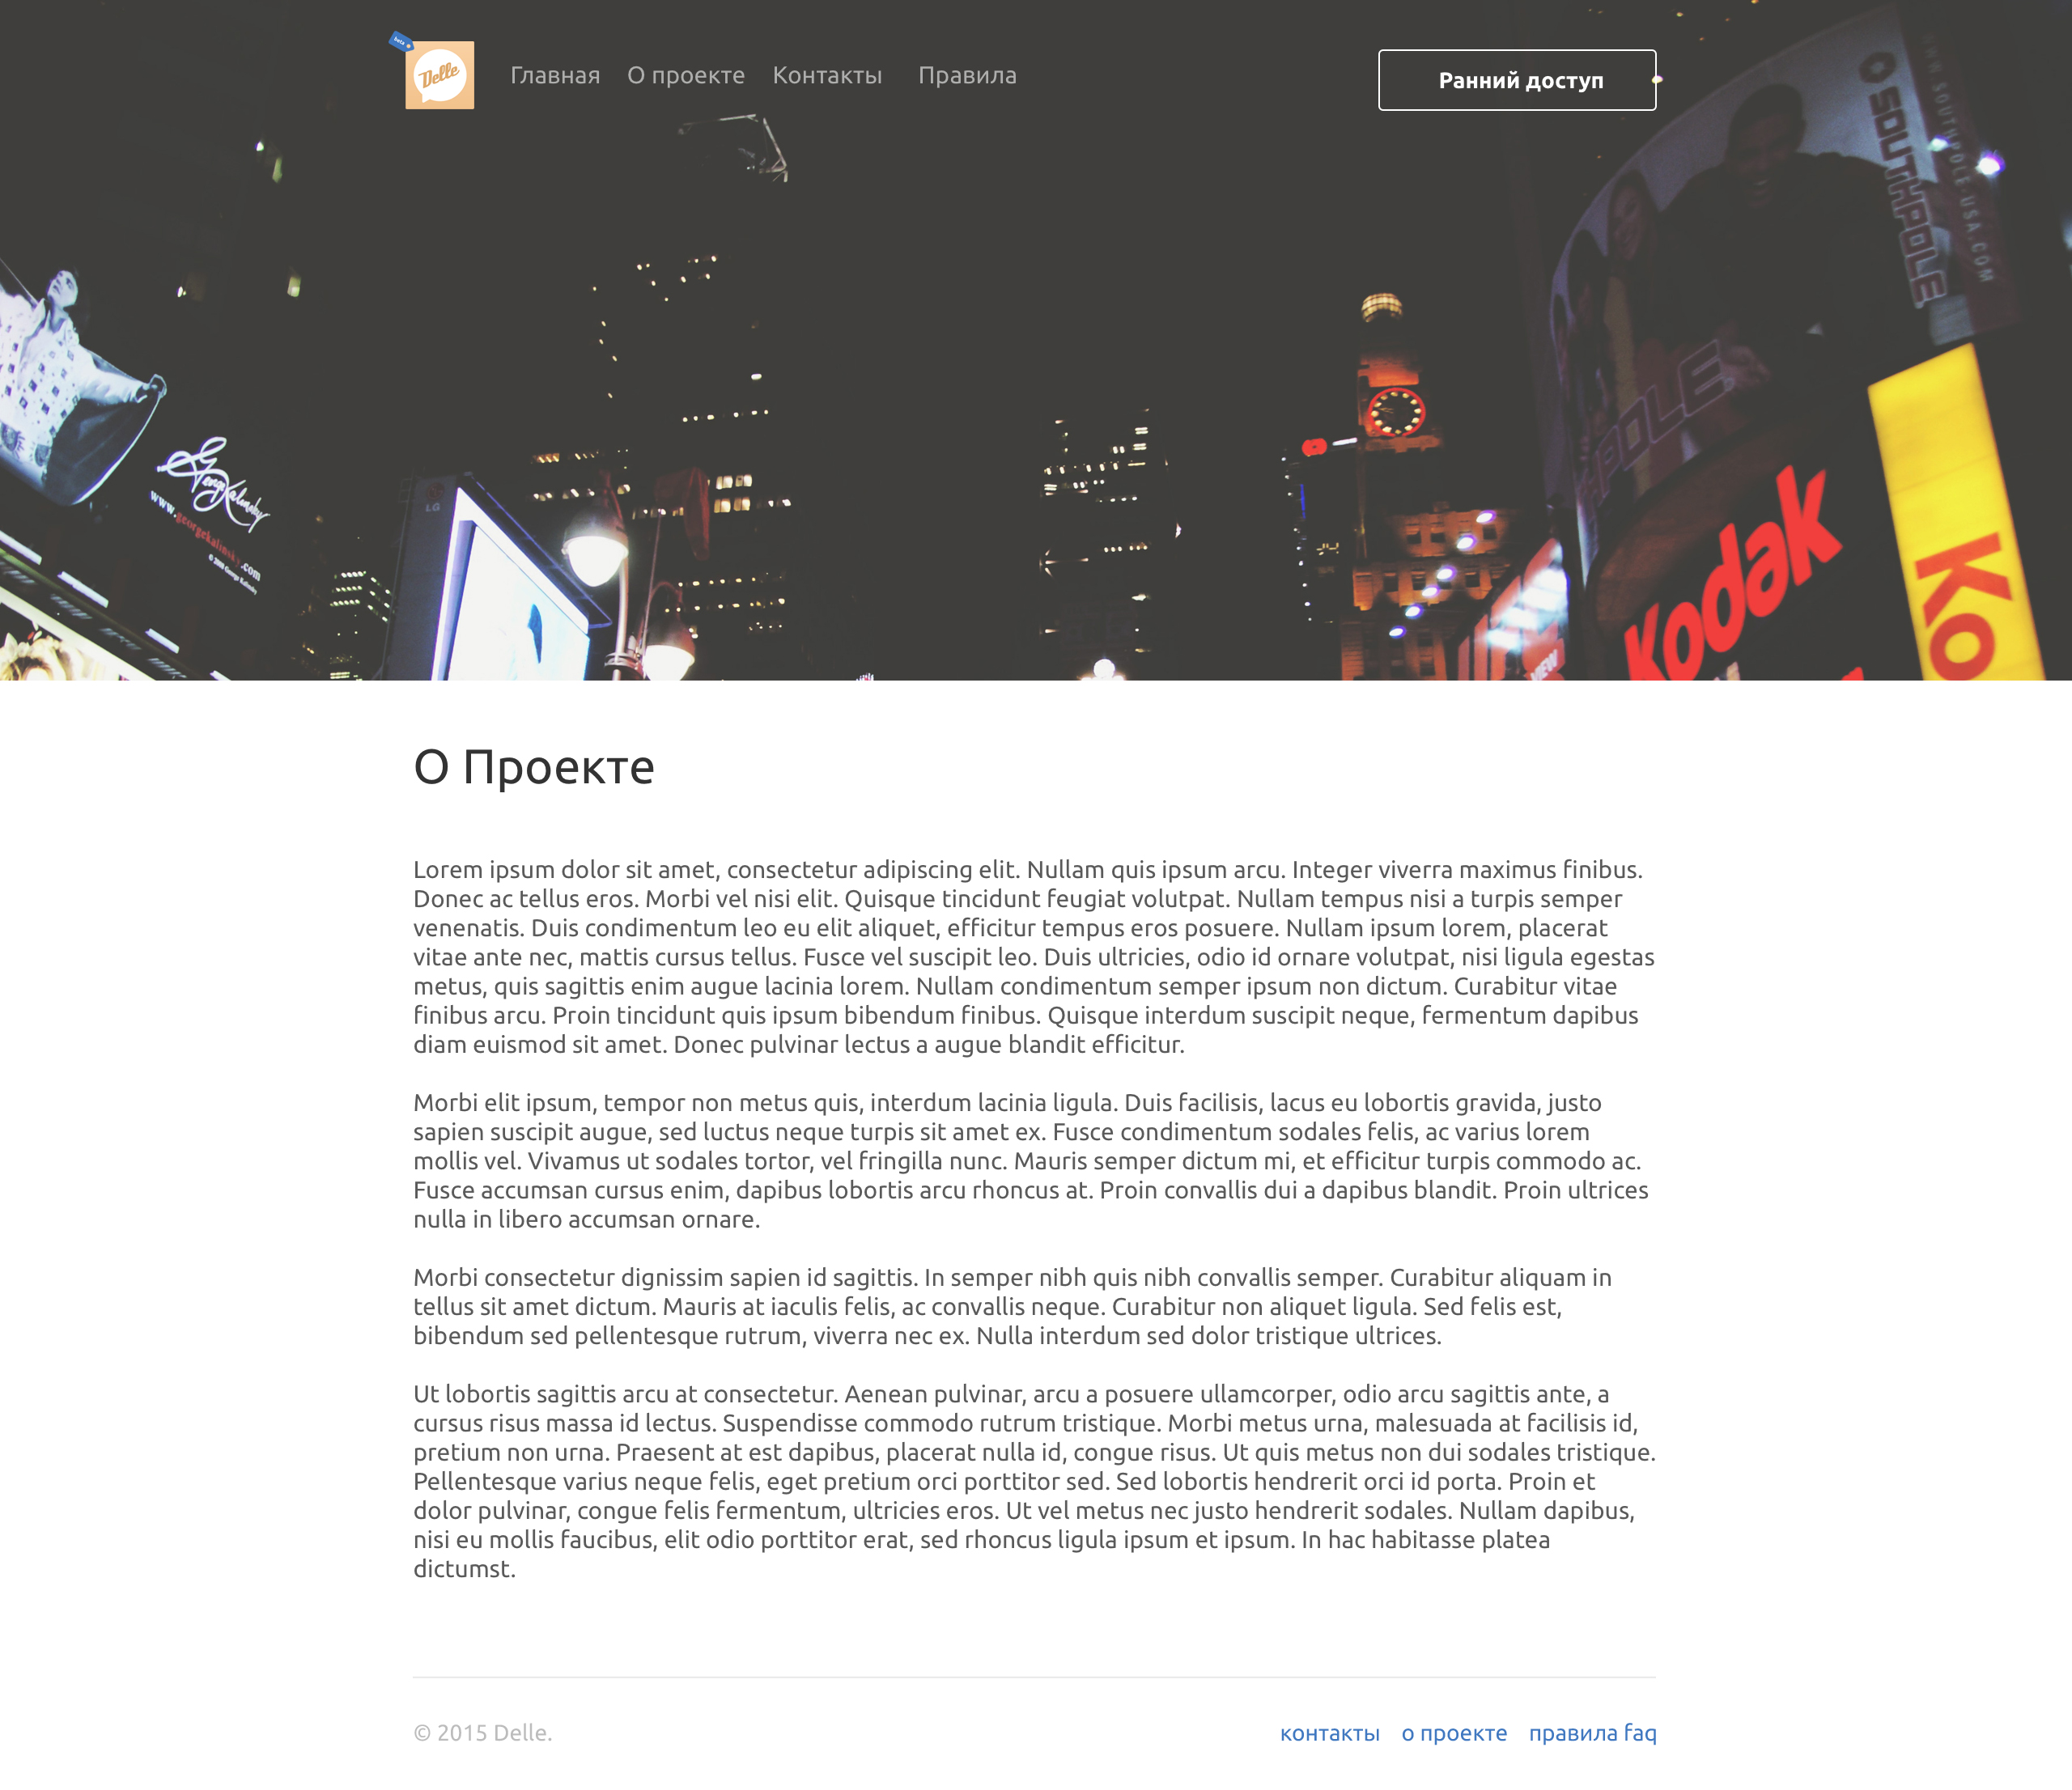 beta
Delle
Главная О проекте Контакты Правила
Ранний доступ
SOUTHPOLE
WWW.SOUTHPOLE-USA.COM
POLE.
www.georgekalinsky.com
© 2008 George Kalinsky
LG
Kodak
Ko
О Проекте
Lorem ipsum dolor sit amet, consectetur adipiscing elit. Nullam quis ipsum arcu. Integer viverra maximus finibus.
Donec ac tellus eros. Morbi vel nisi elit. Quisque tincidunt feugiat volutpat. Nullam tempus nisi a turpis semper
venenatis. Duis condimentum leo eu elit aliquet, efficitur tempus eros posuere. Nullam ipsum lorem, placerat
vitae ante nec, mattis cursus tellus. Fusce vel suscipit leo. Duis ultricies, odio id ornare volutpat, nisi ligula egestas
metus, quis sagittis enim augue lacinia lorem. Nullam condimentum semper ipsum non dictum. Curabitur vitae
finibus arcu. Proin tincidunt quis ipsum bibendum finibus. Quisque interdum suscipit neque, fermentum dapibus
diam euismod sit amet. Donec pulvinar lectus a augue blandit efficitur.
Morbi elit ipsum, tempor non metus quis, interdum lacinia ligula. Duis facilisis, lacus eu lobortis gravida, justo
sapien suscipit augue, sed luctus neque turpis sit amet ex. Fusce condimentum sodales felis, ac varius lorem
mollis vel. Vivamus ut sodales tortor, vel fringilla nunc. Mauris semper dictum mi, et efficitur turpis commodo ac.
Fusce accumsan cursus enim, dapibus lobortis arcu rhoncus at. Proin convallis dui a dapibus blandit. Proin ultrices
nulla in libero accumsan ornare.
Morbi consectetur dignissim sapien id sagittis. In semper nibh quis nibh convallis semper. Curabitur aliquam in
tellus sit amet dictum. Mauris at iaculis felis, ac convallis neque. Curabitur non aliquet ligula. Sed felis est,
bibendum sed pellentesque rutrum, viverra nec ex. Nulla interdum sed dolor tristique ultrices.
Ut lobortis sagittis arcu at consectetur. Aenean pulvinar, arcu a posuere ullamcorper, odio arcu sagittis ante, a
cursus risus massa id lectus. Suspendisse commodo rutrum tristique. Morbi metus urna, malesuada at facilisis id,
pretium non urna. Praesent at est dapibus, placerat nulla id, congue risus. Ut quis metus non dui sodales tristique.
Pellentesque varius neque felis, eget pretium orci porttitor sed. Sed lobortis hendrerit orci id porta. Proin et
dolor pulvinar, congue felis fermentum, ultricies eros. Ut vel metus nec justo hendrerit sodales. Nullam dapibus,
nisi eu mollis faucibus, elit odio porttitor erat, sed rhoncus ligula ipsum et ipsum. In hac habitasse platea
dictumst.
© 2015 Delle.
контакты о проекте правила faq